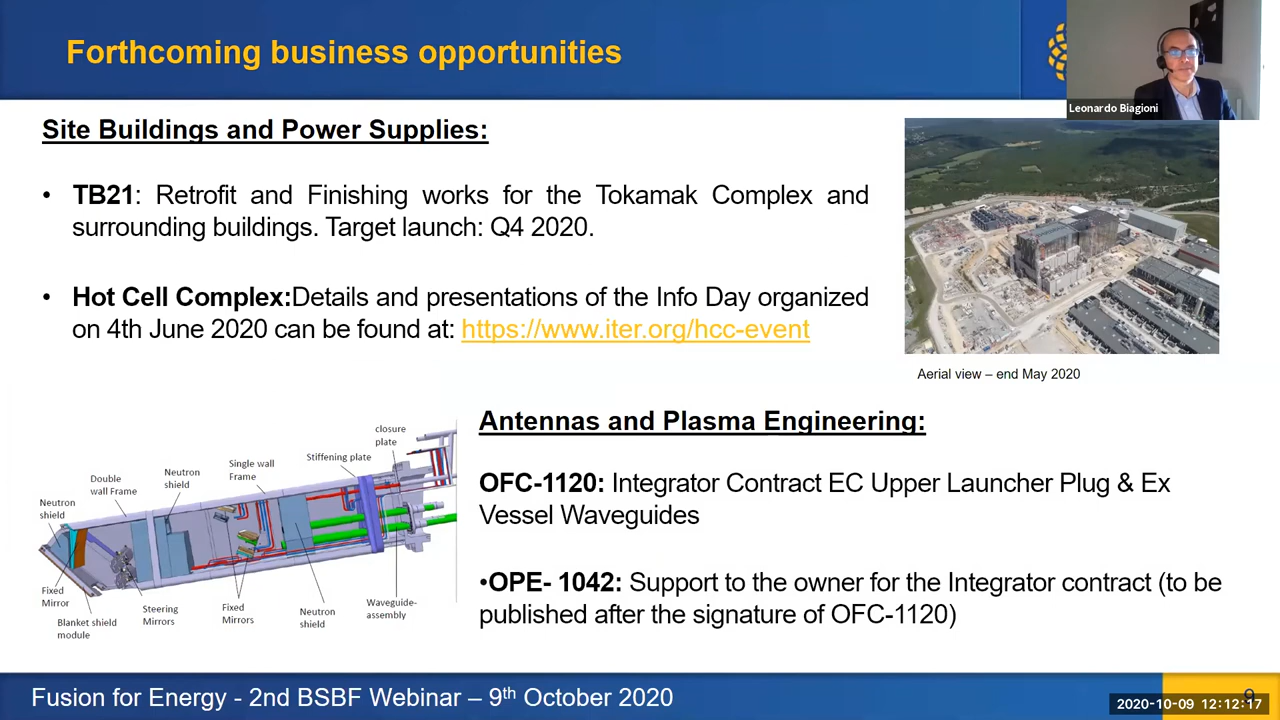 Forthcoming business opportunities
Leonardo Biagioni
Site Buildings and Power Supplies:
• TB21: Retrofit and Finishing works for the Tokamak Complex and
surrounding buildings. Target launch: Q4 2020.
• Hot Cell Complex:Details and presentations of the Info Day organized
on 4th June 2020 can be found at: https://www.iter.org/hcc-event
Aerial view – end May 2020
closure
plate
Stiffening plate
Single wall
Frame
Neutron
shield
Double
wall Frame
Neutron
shield
Fixed
Mirror
Blanket shield
module
Steering
Mirrors
Fixed
Mirrors
Neutron
shield
Waveguide-
assembly
Antennas and Plasma Engineering:
OFC-1120: Integrator Contract EC Upper Launcher Plug & Ex
Vessel Waveguides
•OPE- 1042: Support to the owner for the Integrator contract (to be
published after the signature of OFC-1120)
Fusion for Energy - 2nd BSBF Webinar – 9th October 2020
9
2020-10-09 12:12:17